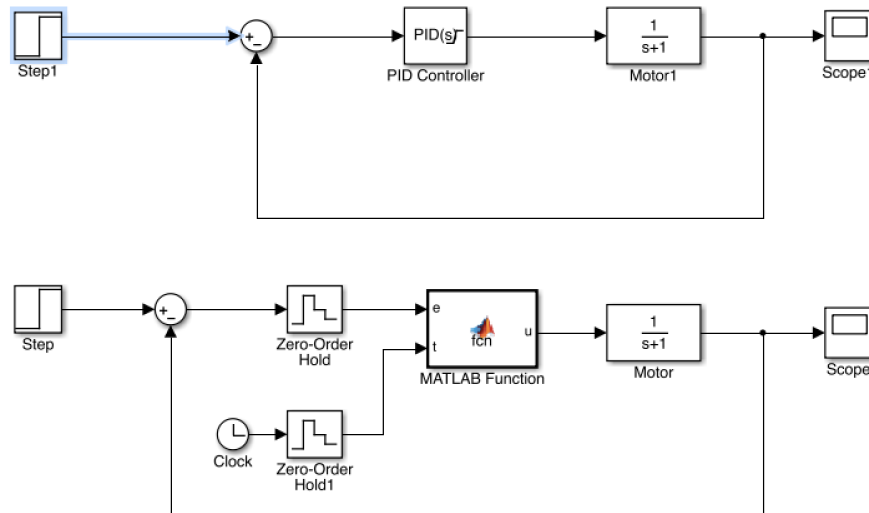 Step1
+
−
PID(s)
PID Controller
1
s+1
Motor1
Scope1
Step
+
−
Zero-Order
Hold
e
t
fcn
u
MATLAB Function
1
s+1
Motor
Scope
Clock
Zero-Order
Hold1